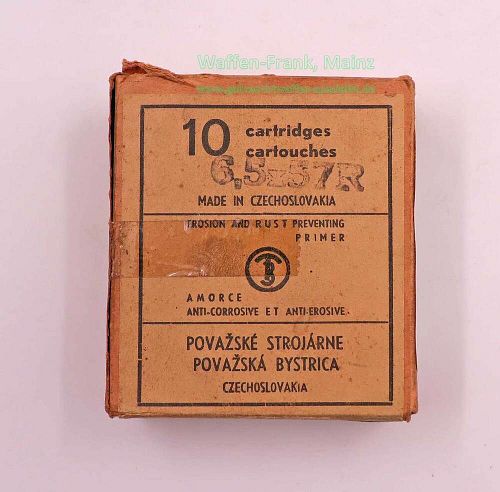 Waffen-Frank, Mainz
10 cartridges
cartouches
6,5x57R
MADE IN CZECHOSLOVAKIA
EROSION AND RUST PREVENTING
PRIMER
AMORCE
ANTI-CORROSIVE ET ANTI-EROSIVE
POVAŽSKÉ STROJÁRNE
POVAŽSKÁ BYSTRICA
CZECHOSLOVAKIA